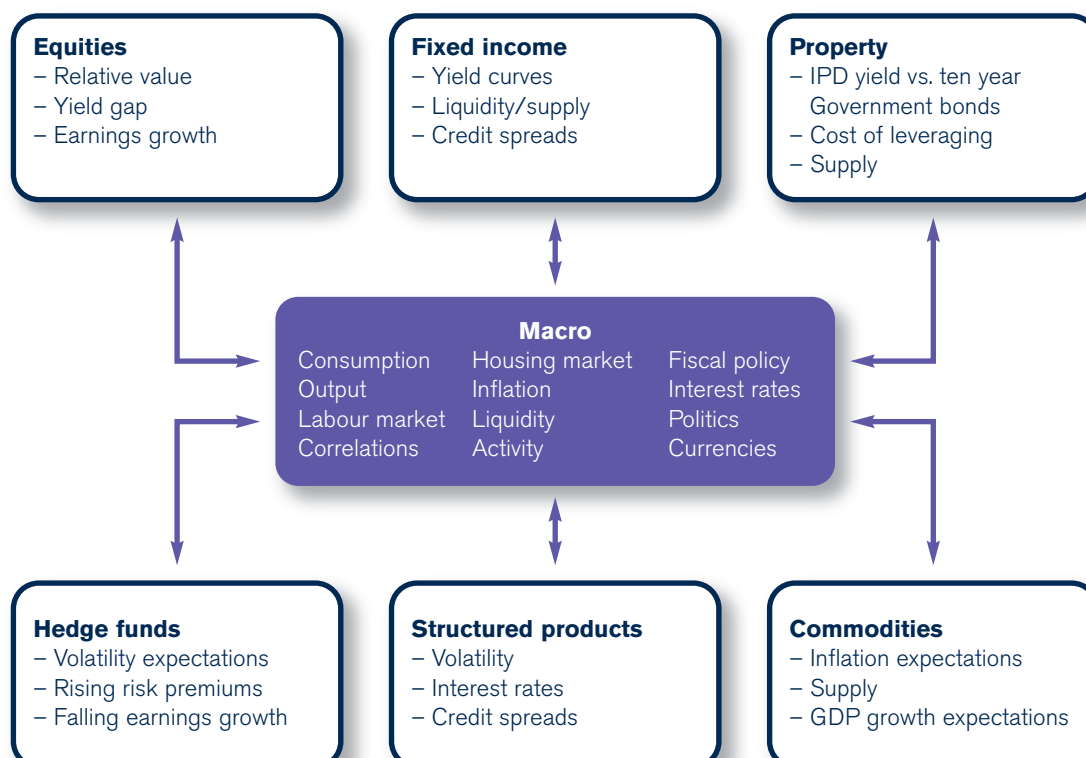 Equities
– Relative value
– Yield gap
– Earnings growth
Fixed income
– Yield curves
– Liquidity/supply
– Credit spreads
Property
– IPD yield vs. ten year
Government bonds
– Cost of leveraging
– Supply
Macro
Consumption Housing market Fiscal policy
Output Inflation Interest rates
Labour market Liquidity Politics
Correlations Activity Currencies
Hedge funds
– Volatility expectations
– Rising risk premiums
– Falling earnings growth
Structured products
– Volatility
– Interest rates
– Credit spreads
Commodities
– Inflation expectations
– Supply
– GDP growth expectations